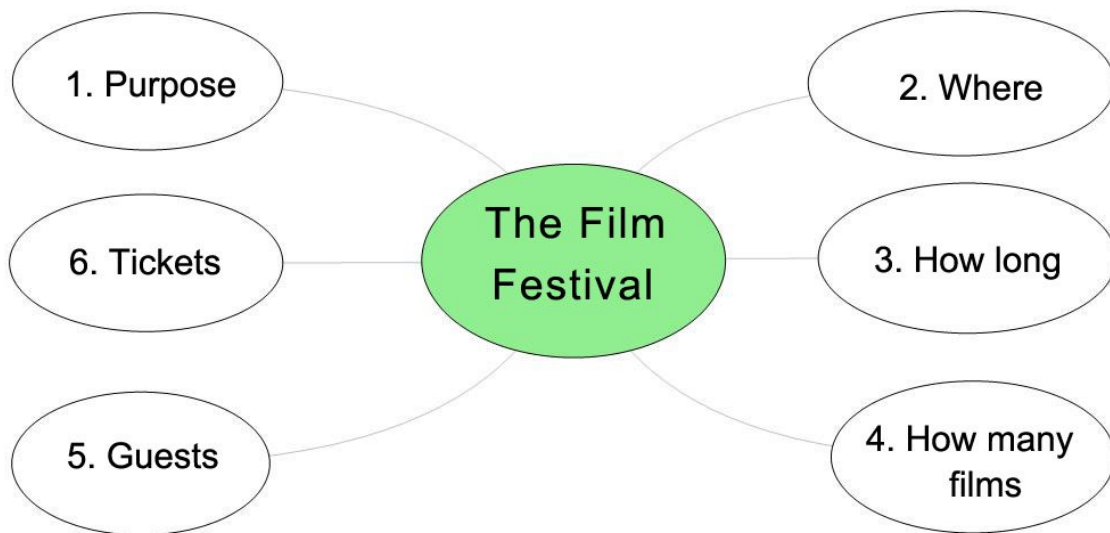 1. Purpose
2. Where
The Film
Festival
6. Tickets
3. How long
5. Guests
4. How many
films